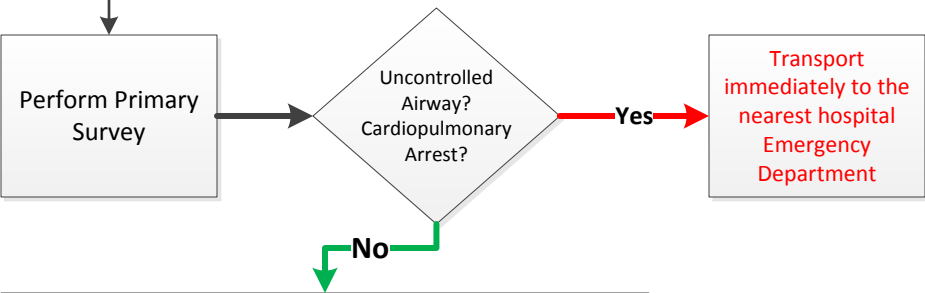 Perform Primary
Survey
Uncontrolled
Airway?
Cardiopulmonary
Arrest?
Yes
Transport
immediately to the
nearest hospital
Emergency
Department
No